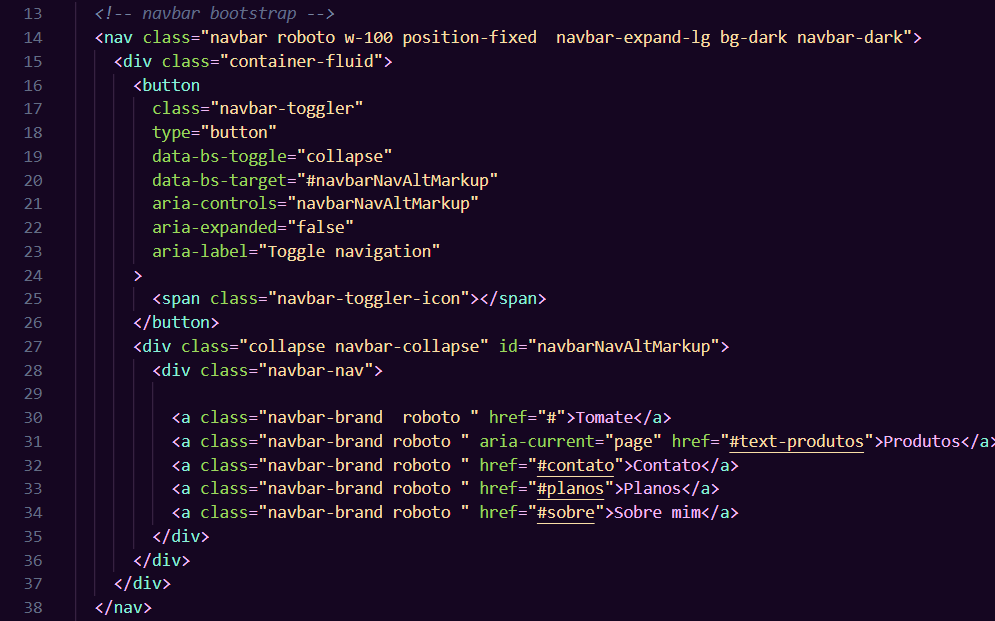 13 <!-- navbar bootstrap -->
14 <nav class="navbar roboto w-100 position-fixed  navbar-expand-lg bg-dark navbar-dark">
15 <div class="container-fluid">
16 <button
17 class="navbar-toggler"
18 type="button"
19 data-bs-toggle="collapse"
20 data-bs-target="#navbarNavAltMarkup"
21 aria-controls="navbarNavAltMarkup"
22 aria-expanded="false"
23 aria-label="Toggle navigation"
24 >
25 <span class="navbar-toggler-icon"></span>
26 </button>
27 <div class="collapse navbar-collapse" id="navbarNavAltMarkup">
28 <div class="navbar-nav">
29
30 <a class="navbar-brand  roboto " href="#">Tomate</a>
31 <a class="navbar-brand roboto " aria-current="page" href="#text-produtos">Produtos</a>
32 <a class="navbar-brand roboto " href="#contato">Contato</a>
33 <a class="navbar-brand roboto " href="#planos">Planos</a>
34 <a class="navbar-brand roboto " href="#sobre">Sobre mim</a>
35 </div>
36 </div>
37 </div>
38 </nav>